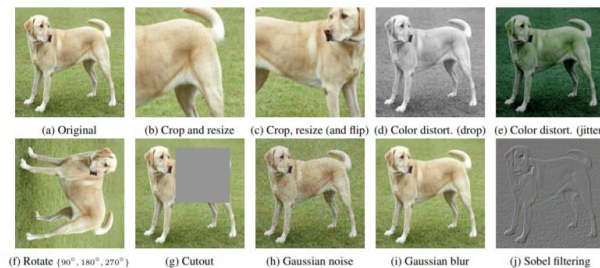 (a) Original
(b) Crop and resize
(c) Crop, resize (and flip)
(d) Color distort. (drop)
(e) Color distort. (jitter
(f) Rotate {90°, 180°, 270°}
(g) Cutout
(h) Gaussian noise
(i) Gaussian blur
(j) Sobel filtering